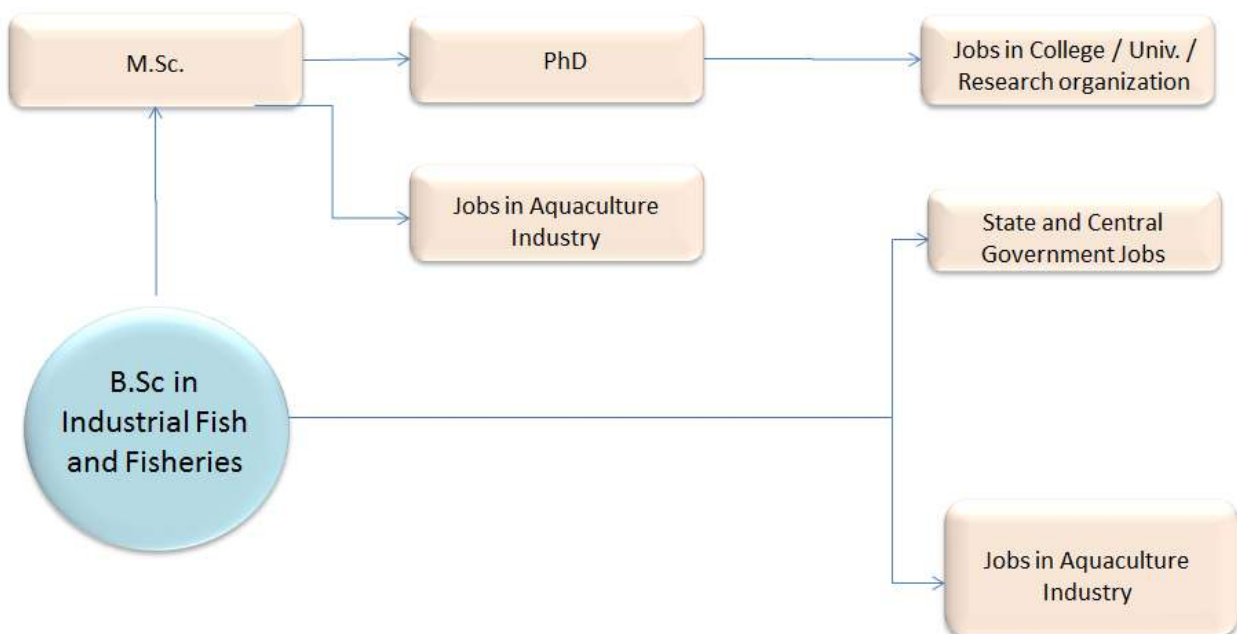 M.Sc.
PhD
Jobs in College / Univ. /
Research organization
Jobs in Aquaculture
Industry
State and Central
Government Jobs
B.Sc in
Industrial Fish
and Fisheries
Jobs in Aquaculture
Industry